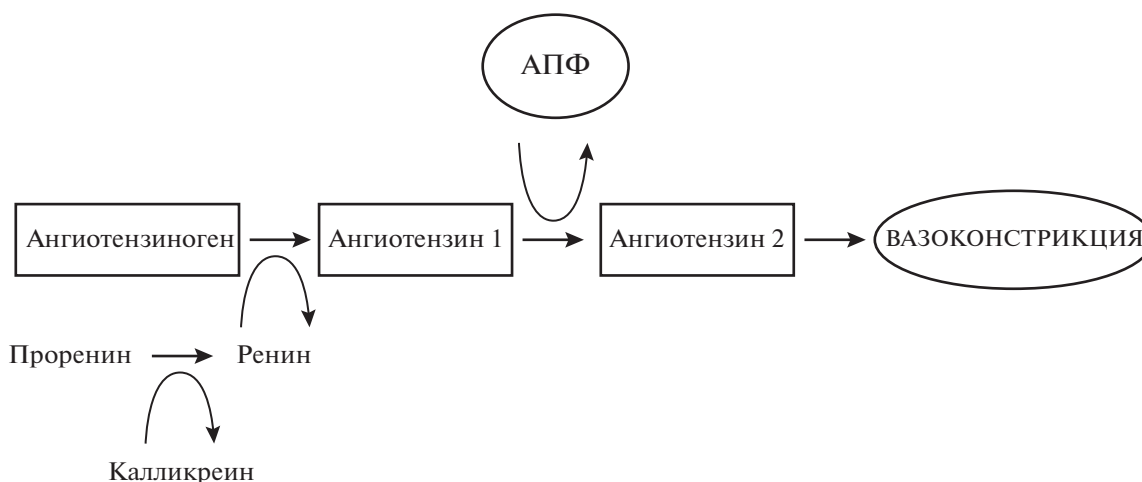 АПФ
Ангиотензиноген
Ангиотензин 1
Ангиотензин 2
ВАЗОКОНСТРИКЦИЯ
Проренин
Ренин
Калликреин